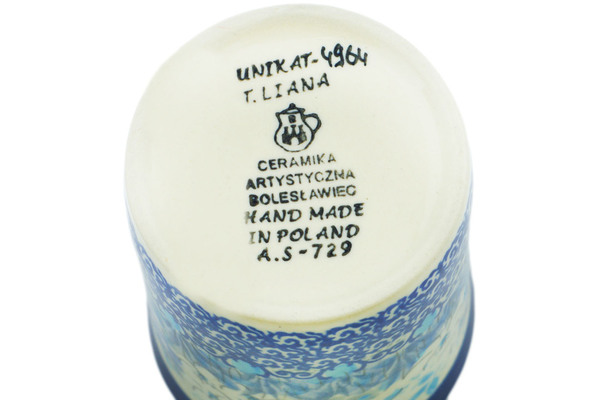 UNIKAT-4964
T. LIANA
CERAMIKA
ARTYSTYCZNA
BOLESŁAWIEC
HAND MADE
IN POLAND
A.S-729